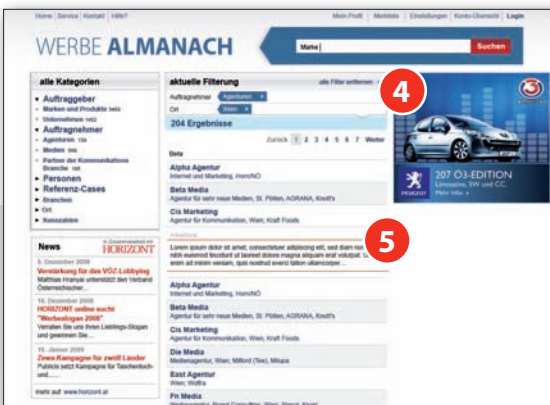 Home | Service | Kontakt | Hilfe?
Mein Profil | Merkliste | Einstellungen | Konto-Übersicht | Login
WERBE ALMANACH
Marke
Suchen
alle Kategorien
Auftraggeber
Marken und Produkte
Unternehmen
Auftragnehmer
Agenturen
Medien
Partner der Kommunikations
Branche
Personen
Referenz-Cases
Branchen
Ort
Kennzahlen
News
in Zusammenarbeit mit
HORIZONT
5. Dezember 2008
Verstärkung für das VÖZ-Lobbying
Matthias Hranyai unterstützt den Verband
Österreichischer...
16. Dezember 2008
HORIZONT online sucht
"Werbeslogan 2008"
Verraten Sie uns Ihren Lieblings-Slogan
und gewinnen Sie...
15. Jänner 2009
Zewa Kampagne für zwölf Länder
Publicis setzt Kampagne für Taschentuch-
und......
mehr auf: www.horizont.at
aktuelle Filterung
alle Filter entfernen
Auftragnehmer
Agenturen ×
Ort
Wien ×
204 Ergebnisse
Zurück 1 2 3 4 5 6 7 Weiter
Beta
Alpha Agentur
Internet und Marketing, Horn/NÖ
Beta Media
Agentur für sehr neue Medien, St. Pölten, AGRANA, Knott's
Cis Marketing
Agentur für Kommunikation, Wien, Kraft Foods
Lorem ipsum dolor sit amet, consectetuer adipiscing elit, sed diam non
nibh euismod tincidunt ut laoreet dolore magna aliquam erat volutpat.
enim ad minim veniam, quis nostrud exerci tation ullamcorper...
Alpha Agentur
Internet und Marketing, Horn/NÖ
Beta Media
Agentur für sehr neue Medien, St. Pölten, AGRANA, Knott's
Cis Marketing
Agentur für Kommunikation, Wien, Kraft Foods
Die Media
Medienagentur, Wien, Milford (Tee), Milupa
East Agentur
Wien, Wolfra
Fn Media
4
5
Ö3
PEUGEOT
207 Ö3-EDITION
Limousine, SW und CC.
Mehr Infos